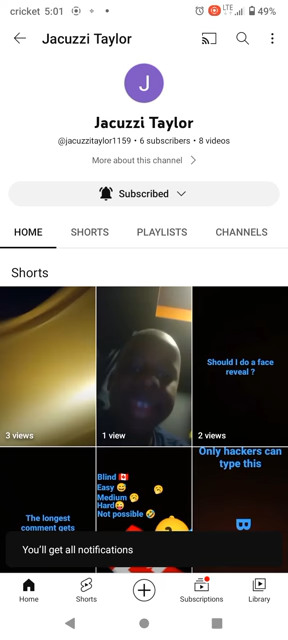 cricket 5:01
LTE 49%
Jacuzzi Taylor
J
Jacuzzi Taylor
@jacuzzitaylor1159 • 6 subscribers • 8 videos
More about this channel
Subscribed
HOME SHORTS PLAYLISTS CHANNELS
Shorts
Should I do a face
reveal ?
3 views
1 view
2 views
Only hackers can
type this
Blind 🇨🇦
Easy 😄
Medium 🤔
Hard😛
Not possible 🤣
The longest
comment gets
You'll get all notifications
Home Shorts Subscriptions Library